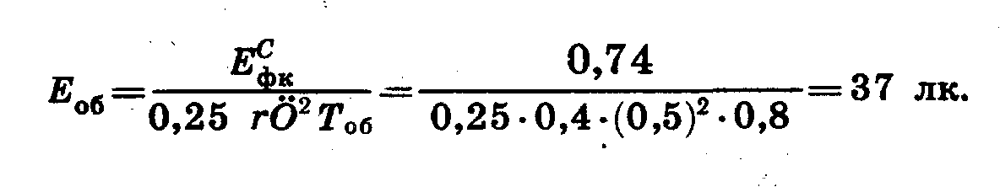 E_об = E^C_фк / 0,25 rÖ² T_об = 0,74 / 0,25 · 0,4 · (0,5)² · 0,8 = 37 лк.